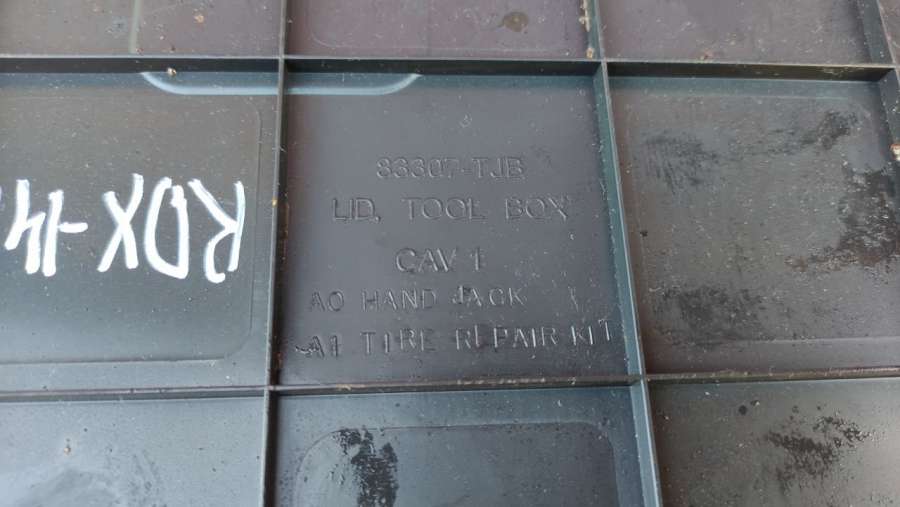 83307-TJB
LID, TOOL BOX
CAV 1
A0 HAND JACK
A1 TIRE REPAIR KIT
RDX-14